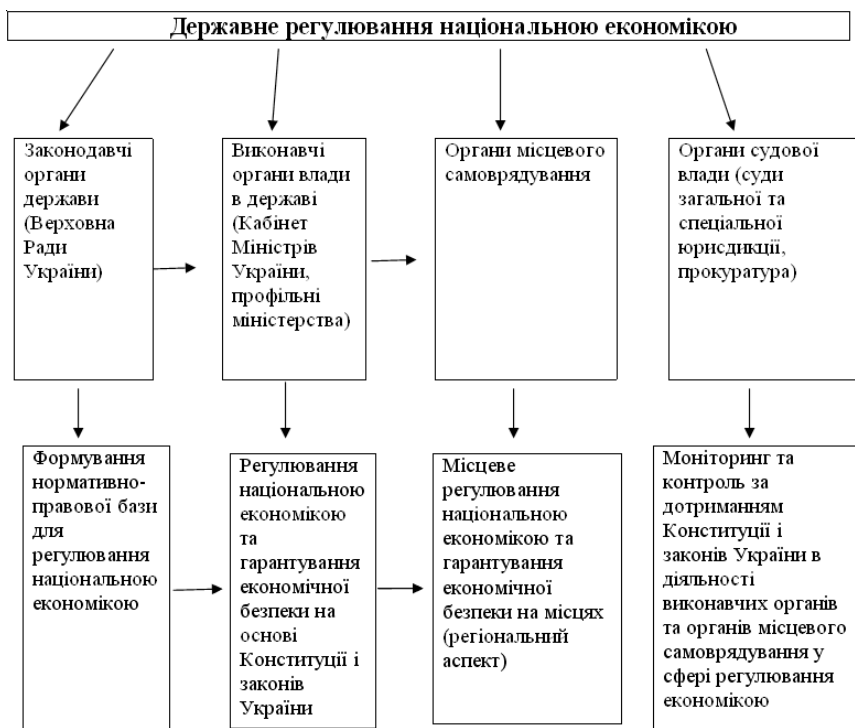 Державне регулювання національною економікою
Законодавчі
органи
держави
(Верховна
Ради
України)
Виконавчі
органи влади
в державі
(Кабінет
Міністрів
України,
профільні
міністерства)
Органи місцевого
самоврядування
Органи судової
влади (суди
загальної та
спеціальної
юрисдикції,
прокуратура)
Формування
нормативно-
правової бази
для
регулювання
національною
економікою
Регулювання
національною
економікою
та
гарантування
економічної
безпеки на
основі
Конституції і
законів
України
Місцеве
регулювання
національною
економікою та
гарантування
економічної
безпеки на місцях
(регіональний
аспект)
Моніторинг та
контроль за
дотриманням
Конституції і
законів України в
діяльності
виконавчих органів
та органів місцевого
самоврядування у
сфері регулювання
економікою